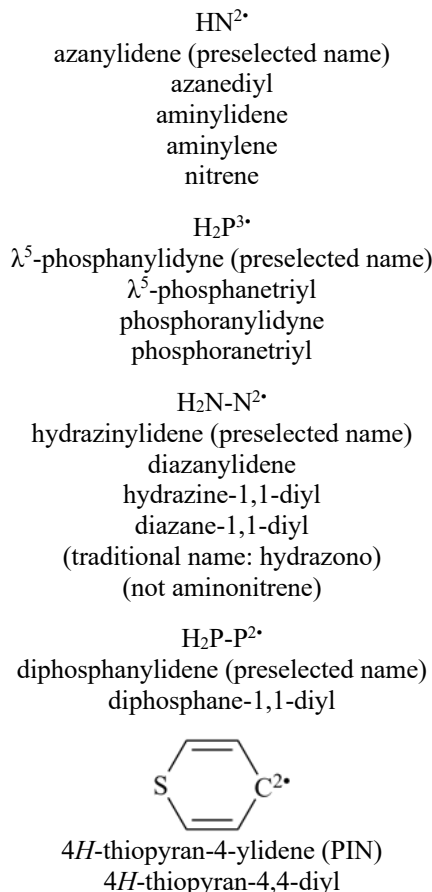 HN²•
azanylidene (preselected name)
azanediyl
aminylidene
aminylene
nitrene
H₂P³•
λ⁵-phosphanylidyne (preselected name)
λ⁵-phosphanetriyl
phosphoranylidyne
phosphoranetriyl
H₂N-N²•
hydrazinylidene (preselected name)
diazanylidene
hydrazine-1,1-diyl
diazane-1,1-diyl
(traditional name: hydrazono)
(not aminonitrene)
H₂P-P²•
diphosphanylidene (preselected name)
diphosphane-1,1-diyl
S C²•
4H-thiopyran-4-ylidene (PIN)
4H-thiopyran-4,4-diyl